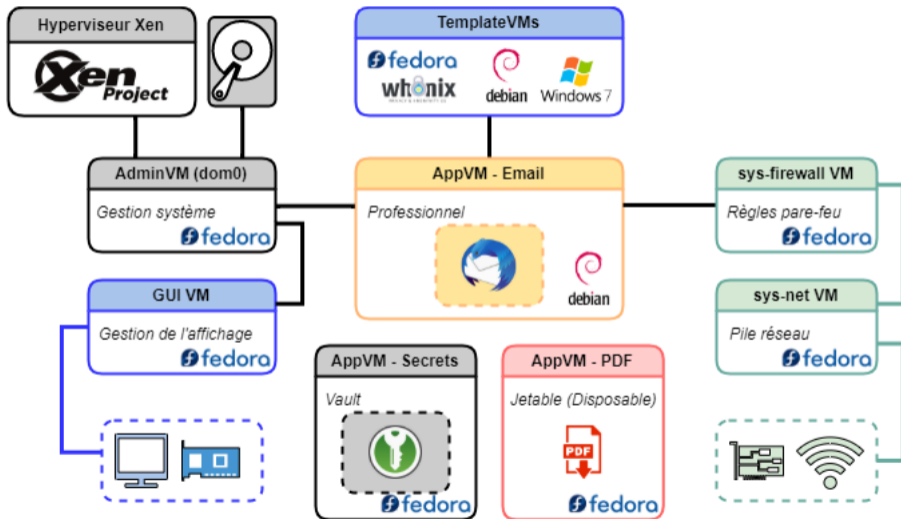 Hyperviseur Xen
Xen
Project
TemplateVMs
fedora
whonix
debian
Windows 7
AdminVM (dom0)
Gestion système
fedora
AppVM - Email
Professionnel
debian
sys-firewall VM
Règles pare-feu
fedora
GUI VM
Gestion de l'affichage
fedora
sys-net VM
Pile réseau
fedora
AppVM - Secrets
Vault
fedora
AppVM - PDF
Jetable (Disposable)
PDF
fedora